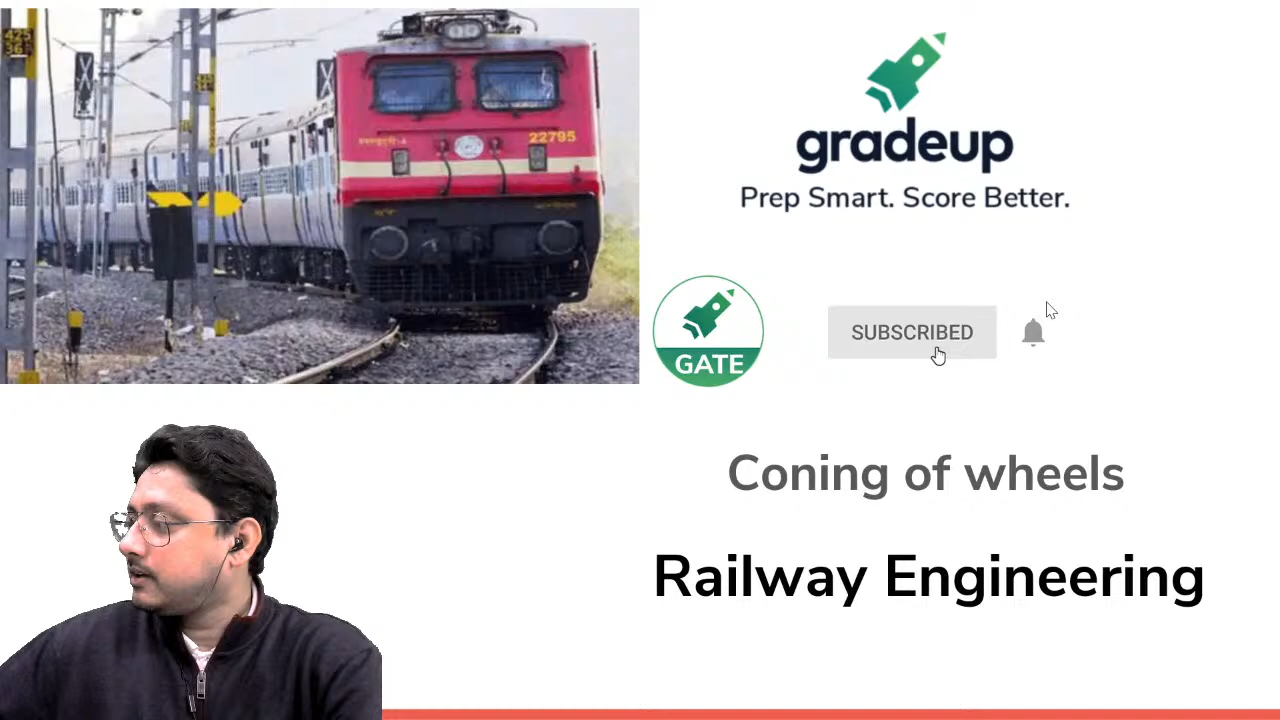 22795
gradeup
Prep Smart. Score Better.
GATE
SUBSCRIBED
Coning of wheels
Railway Engineering